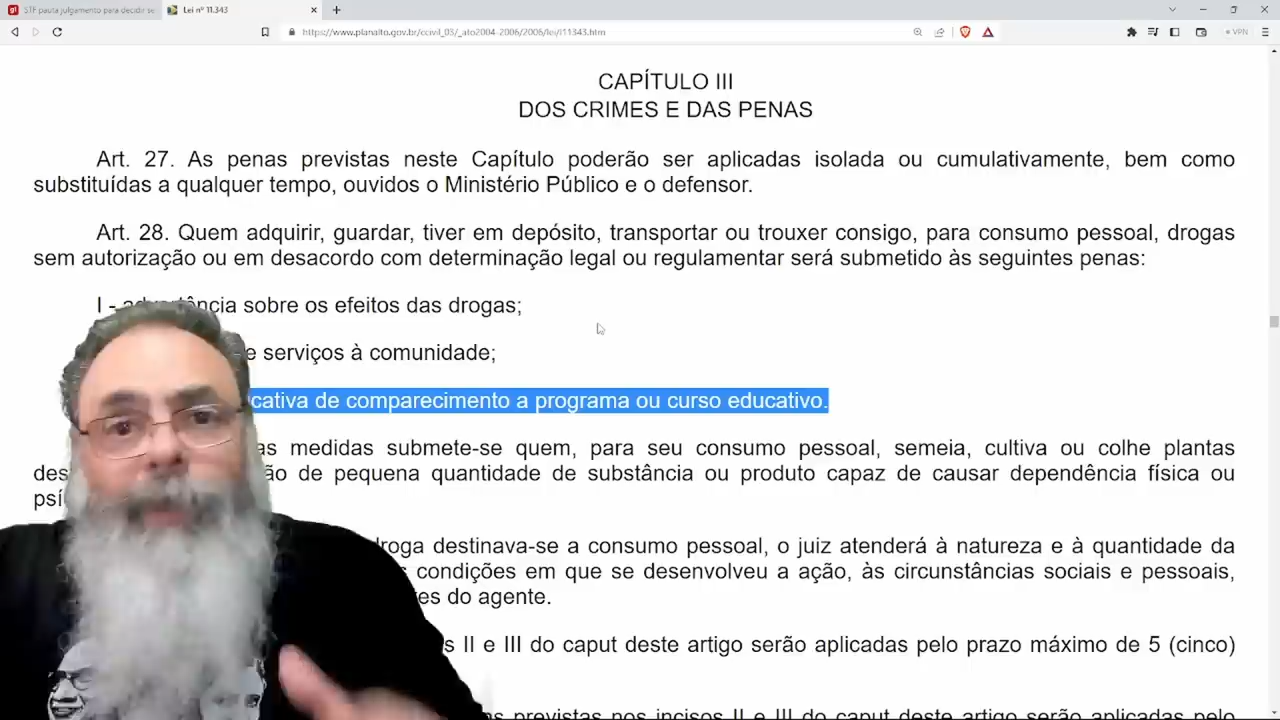 STF pauta julgamento para decidir se
Lei nº 11.343
https://www.planalto.gov.br/ccivil_03/_ato2004-2006/2006/lei/l11343.htm
VPN
CAPÍTULO III
DOS CRIMES E DAS PENAS
Art. 27. As penas previstas neste Capítulo poderão ser aplicadas isolada ou cumulativamente, bem como
substituídas a qualquer tempo, ouvidos o Ministério Público e o defensor.
Art. 28. Quem adquirir, guardar, tiver em depósito, transportar ou trouxer consigo, para consumo pessoal, drogas
sem autorização ou em desacordo com determinação legal ou regulamentar será submetido às seguintes penas:
I - advertência sobre os efeitos das drogas;
e serviços à comunidade;
cativa de comparecimento a programa ou curso educativo.
as medidas submete-se quem, para seu consumo pessoal, semeia, cultiva ou colhe plantas
des ão de pequena quantidade de substância ou produto capaz de causar dependência física ou
psí
droga destinava-se a consumo pessoal, o juiz atenderá à natureza e à quantidade da
condições em que se desenvolveu a ação, às circunstâncias sociais e pessoais,
es do agente.
s II e III do caput deste artigo serão aplicadas pelo prazo máximo de 5 (cinco)
s previstas nos incisos II e III do caput deste artigo serão aplicadas pelo